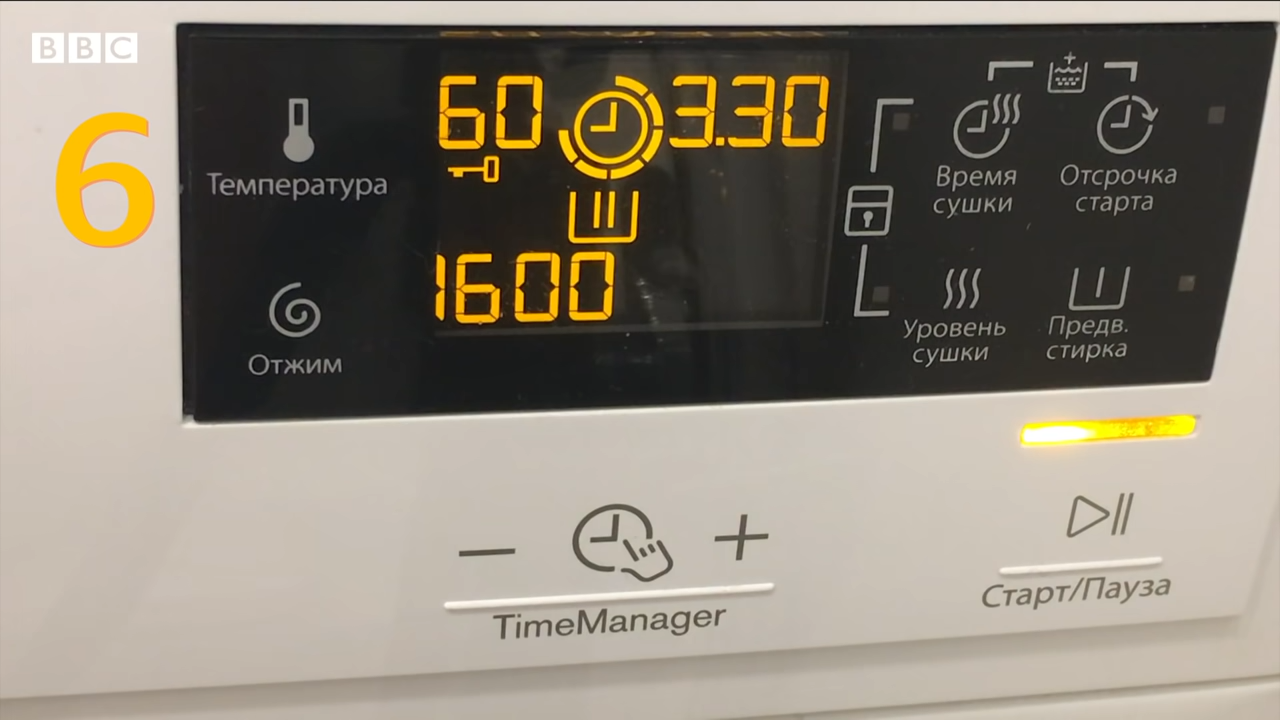 BBC
6
60 3.30
1600
Температура
Отжим
Время
сушки
Отсрочка
старта
Уровень
сушки
Предв.
стирка
TimeManager
Старт/Пауза